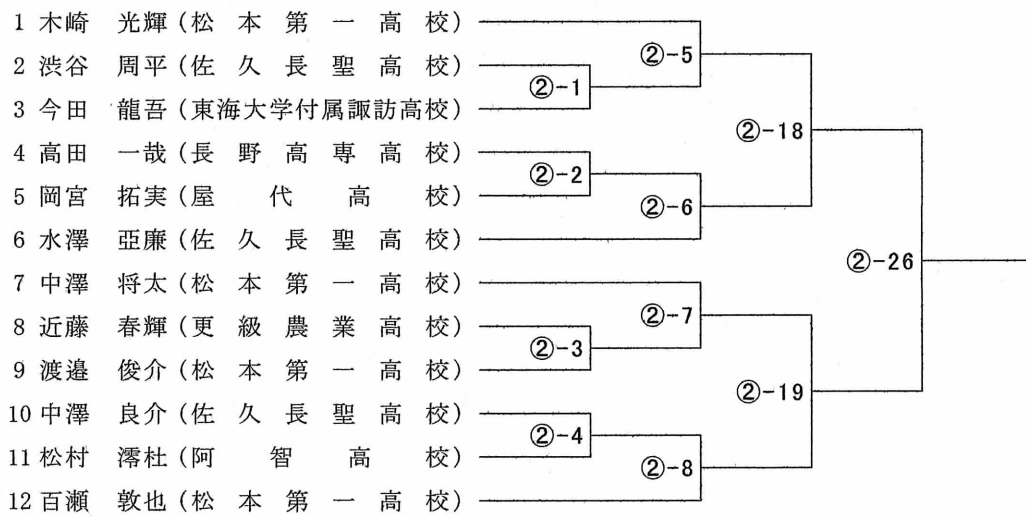 1 木崎 光輝 (松本第一高校)
2 渋谷 周平 (佐久長聖高校)
3 今田 龍吾 (東海大学付属諏訪高校)
4 高田 一哉 (長野高専高校)
5 岡宮 拓実 (屋代高校)
6 水澤 亞廉 (佐久長聖高校)
7 中澤 将太 (松本第一高校)
8 近藤 春輝 (更級農業高校)
9 渡邉 俊介 (松本第一高校)
10 中澤 良介 (佐久長聖高校)
11 松村 澪杜 (阿智高校)
12 百瀬 敦也 (松本第一高校)
②-1
②-2
②-3
②-4
②-5
②-6
②-7
②-8
②-18
②-19
②-26